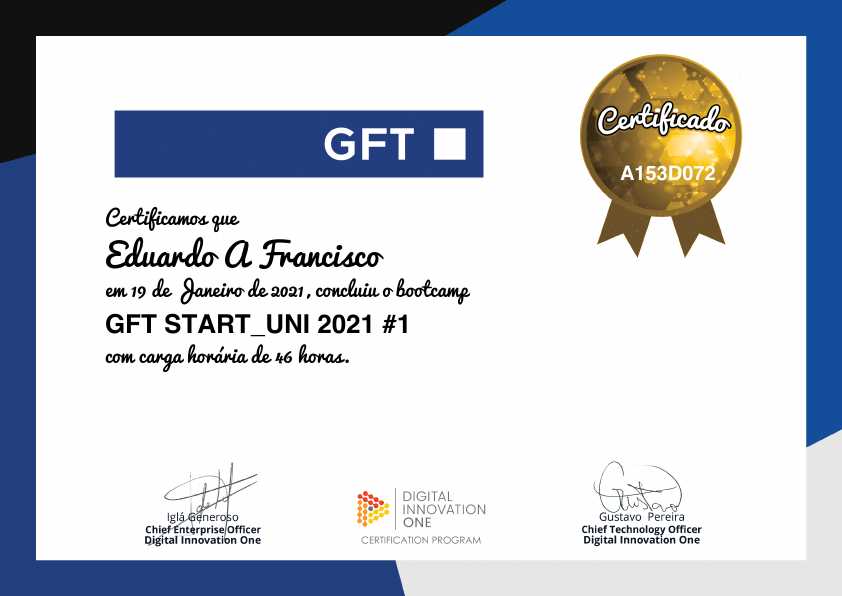 GFT
Certificado
A153D072
Certificamos que
Eduardo A Francisco
em 19 de Janeiro de 2021, concluiu o bootcamp
GFT START_UNI 2021 #1
com carga horária de 46 horas.
Iglá Generoso
Chief Enterprise Officer
Digital Innovation One
DIGITAL
INNOVATION
ONE
CERTIFICATION PROGRAM
Gustavo Pereira
Chief Technology Officer
Digital Innovation One